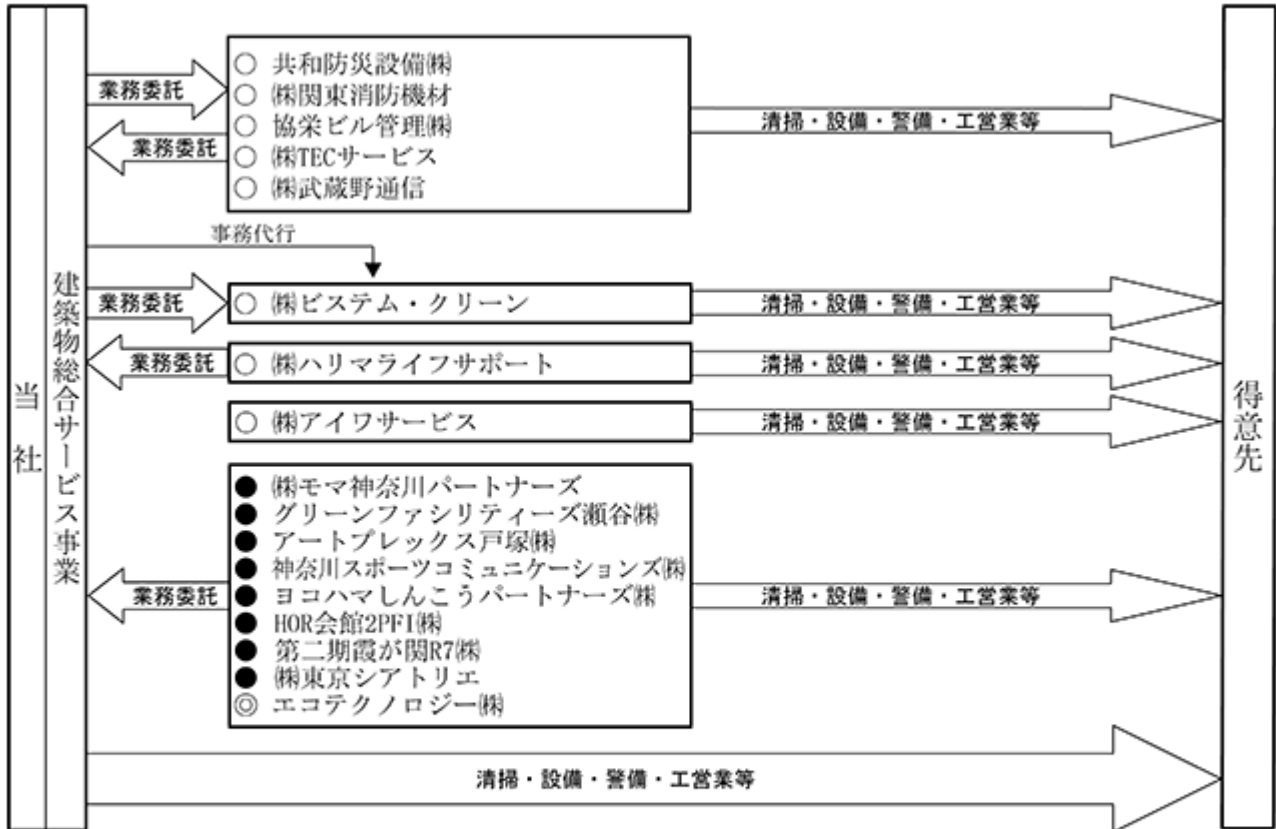 当社
建築物総合サービス事業
業務委託
業務委託
○ 共和防災設備㈱
○ ㈱関東消防機材
○ 協栄ビル管理㈱
○ ㈱TECサービス
○ ㈱武蔵野通信
清掃・設備・警備・工営業等
事務代行
業務委託
○ ㈱ビステム・クリーン
清掃・設備・警備・工営業等
業務委託
○ ㈱ハリマライフサポート
清掃・設備・警備・工営業等
○ ㈱アイワサービス
清掃・設備・警備・工営業等
業務委託
● ㈱モマ神奈川パートナーズ
● グリーンファシリティーズ瀬谷㈱
● アートプレックス戸塚㈱
● 神奈川スポーツコミュニケーションズ㈱
● ヨコハマしんこうパートナーズ㈱
● HOR会館2PFI㈱
● 第二期霞が関R7㈱
● ㈱東京シアトリエ
◎ エコテクノロジー㈱
清掃・設備・警備・工営業等
清掃・設備・警備・工営業等
得意先